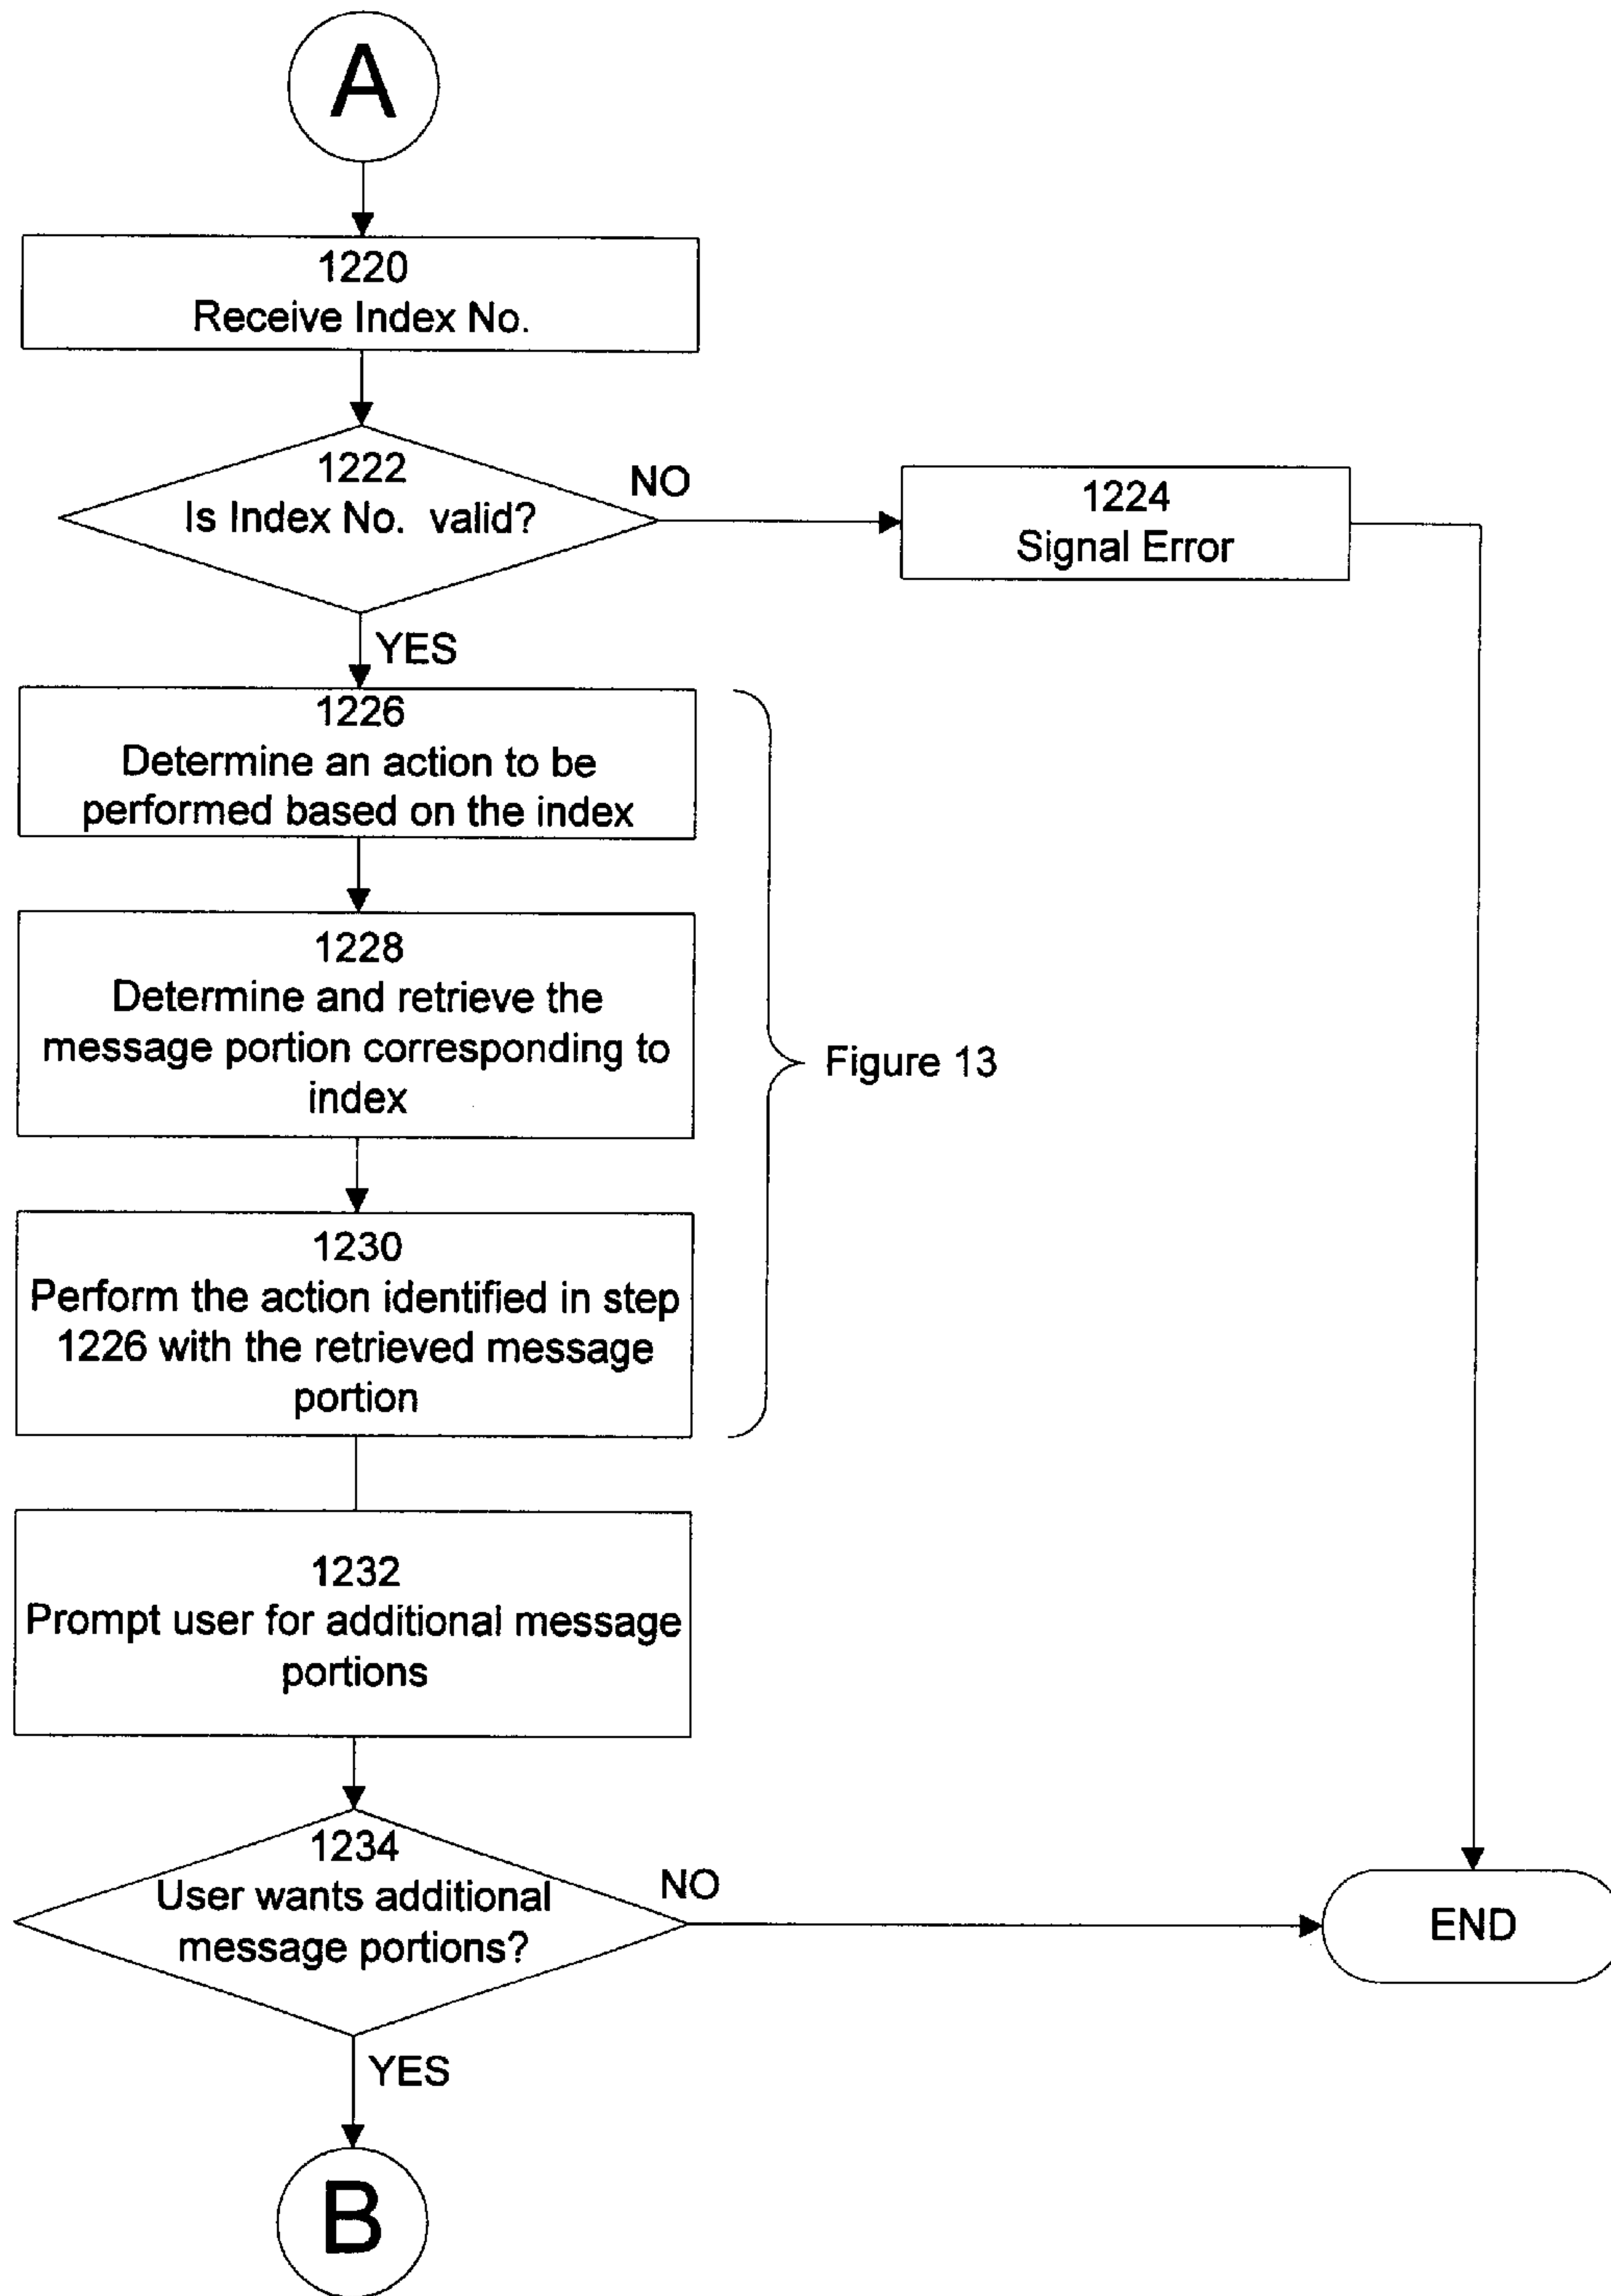 A
1220
Receive Index No.
1222
Is Index No. valid?
NO
1224
Signal Error
YES
1226
Determine an action to be
performed based on the index
1228
Determine and retrieve the
message portion corresponding to
index
Figure 13
1230
Perform the action identified in step
1226 with the retrieved message
portion
1232
Prompt user for additional message
portions
1234
User wants additional
message portions?
NO
END
YES
B